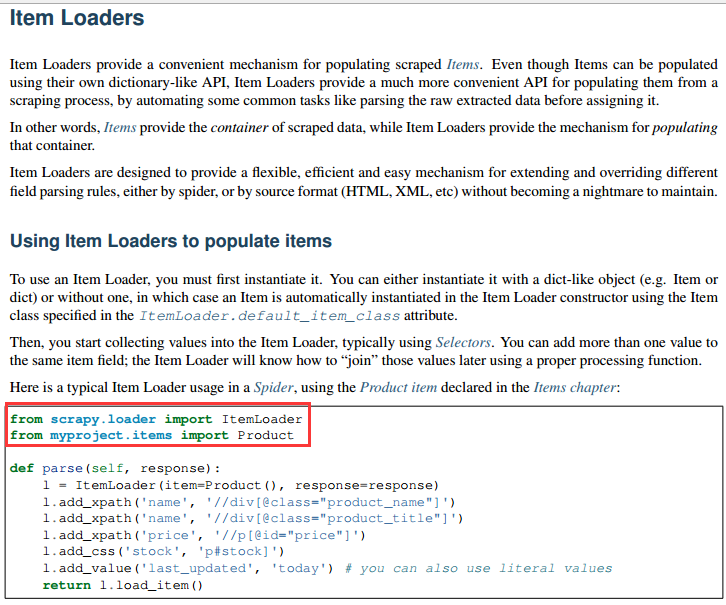 Item Loaders
Item Loaders provide a convenient mechanism for populating scraped Items. Even though Items can be populated
using their own dictionary-like API, Item Loaders provide a much more convenient API for populating them from a
scraping process, by automating some common tasks like parsing the raw extracted data before assigning it.
In other words, Items provide the container of scraped data, while Item Loaders provide the mechanism for populating
that container.
Item Loaders are designed to provide a flexible, efficient and easy mechanism for extending and overriding different
field parsing rules, either by spider, or by source format (HTML, XML, etc) without becoming a nightmare to maintain.
Using Item Loaders to populate items
To use an Item Loader, you must first instantiate it. You can either instantiate it with a dict-like object (e.g. Item or
dict) or without one, in which case an Item is automatically instantiated in the Item Loader constructor using the Item
class specified in the ItemLoader.default_item_class attribute.
Then, you start collecting values into the Item Loader, typically using Selectors. You can add more than one value to
the same item field; the Item Loader will know how to “join” those values later using a proper processing function.
Here is a typical Item Loader usage in a Spider, using the Product item declared in the Items chapter:
from scrapy.loader import ItemLoader
from myproject.items import Product
def parse(self, response):
    l = ItemLoader(item=Product(), response=response)
    l.add_xpath('name', '//div[@class="product_name"]')
    l.add_xpath('name', '//div[@class="product_title"]')
    l.add_xpath('price', '//p[@id="price"]')
    l.add_css('stock', 'p#stock]')
    l.add_value('last_updated', 'today') # you can also use literal values
    return l.load_item()